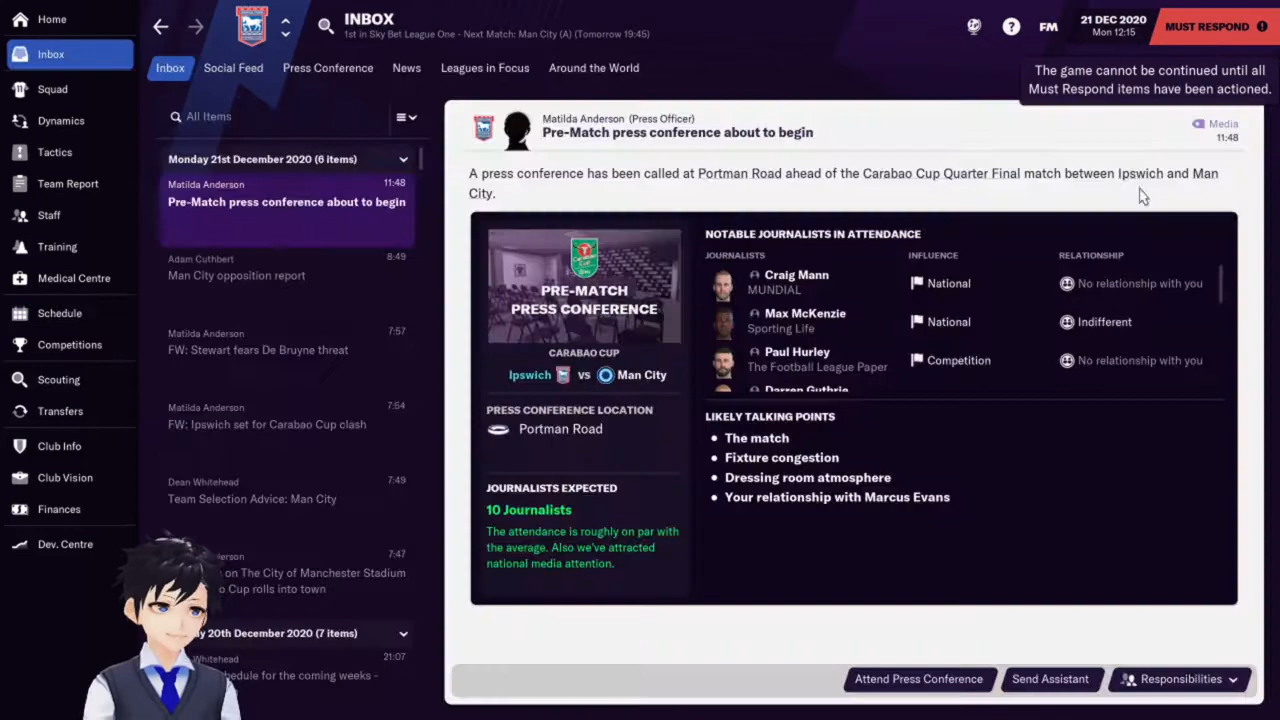 Home
Inbox
Squad
Dynamics
Tactics
Team Report
Staff
Training
Medical Centre
Schedule
Competitions
Scouting
Transfers
Club Info
Club Vision
Finances
Dev. Centre
INBOX
1st in Sky Bet League One - Next Match: Man City (A) (Tomorrow 19:45)
FM
21 DEC 2020
Mon 12:15
MUST RESPOND
The game cannot be continued until all
Must Respond items have been actioned.
Inbox
Social Feed
Press Conference
News
Leagues in Focus
Around the World
All Items
Monday 21st December 2020 (6 items)
Matilda Anderson 11:48
Pre-Match press conference about to begin
Adam Cuthbert 8:49
Man City opposition report
Matilda Anderson 7:57
FW: Stewart fears De Bruyne threat
Matilda Anderson 7:54
FW: Ipswich set for Carabao Cup clash
Dean Whitehead 7:49
Team Selection Advice: Man City
erson 7:47
on The City of Manchester Stadium
o Cup rolls into town
y 20th December 2020 (7 items)
Whitehead 21:07
hedule for the coming weeks -
Matilda Anderson (Press Officer)
Pre-Match press conference about to begin
Media
11:48
A press conference has been called at Portman Road ahead of the Carabao Cup Quarter Final match between Ipswich and Man
City.
PRE-MATCH
PRESS CONFERENCE
CARABAO CUP
Ipswich vs Man City
PRESS CONFERENCE LOCATION
Portman Road
JOURNALISTS EXPECTED
10 Journalists
The attendance is roughly on par with
the average. Also we've attracted
national media attention.
NOTABLE JOURNALISTS IN ATTENDANCE
JOURNALISTS INFLUENCE RELATIONSHIP
Craig Mann
MUNDIAL
National
No relationship with you
Max McKenzie
Sporting Life
National
Indifferent
Paul Hurley
The Football League Paper
Competition
No relationship with you
Darren Guthrie
LIKELY TALKING POINTS
• The match
• Fixture congestion
• Dressing room atmosphere
• Your relationship with Marcus Evans
Attend Press Conference
Send Assistant
Responsibilities